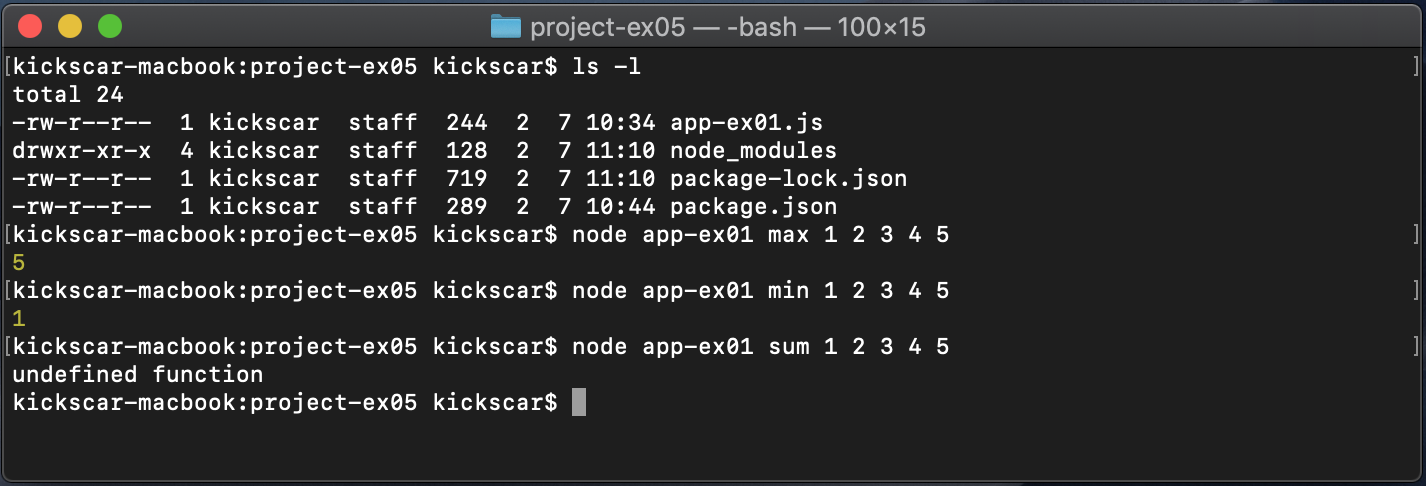 project-ex05 — -bash — 100×15
[kickscar-macbook:project-ex05 kickscar$ ls -l ]
total 24
-rw-r--r--  1 kickscar  staff  244  2  7 10:34 app-ex01.js
drwxr-xr-x  4 kickscar  staff  128  2  7 11:10 node_modules
-rw-r--r--  1 kickscar  staff  719  2  7 11:10 package-lock.json
-rw-r--r--  1 kickscar  staff  289  2  7 10:44 package.json
[kickscar-macbook:project-ex05 kickscar$ node app-ex01 max 1 2 3 4 5 ]
5
[kickscar-macbook:project-ex05 kickscar$ node app-ex01 min 1 2 3 4 5 ]
1
[kickscar-macbook:project-ex05 kickscar$ node app-ex01 sum 1 2 3 4 5 ]
undefined function
kickscar-macbook:project-ex05 kickscar$